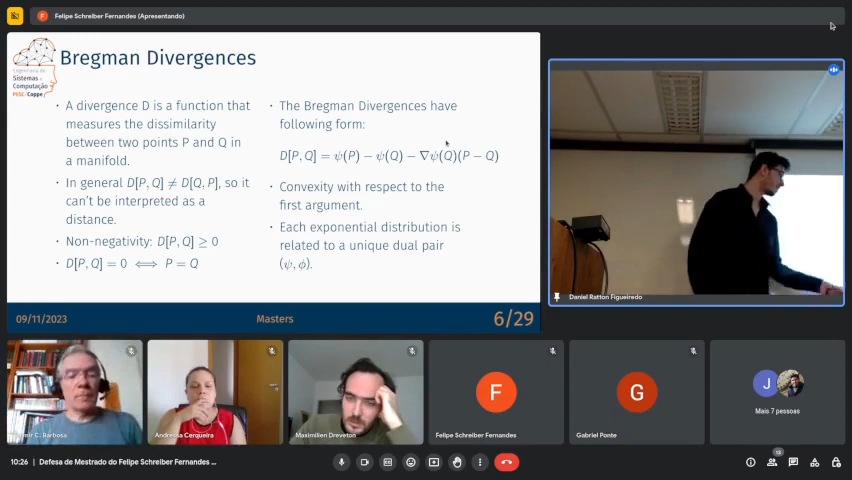 Felipe Schreiber Fernandes (Apresentando)
Engenharia de
Sistemas e
Computação
PESC · Coppe
Bregman Divergences
· A divergence D is a function that
measures the dissimilarity
between two points P and Q in
a manifold.
· In general D[P, Q] ≠ D[Q, P], so it
can't be interpreted as a
distance.
· Non-negativity: D[P, Q] ≥ 0
· D[P, Q] = 0 ⟺ P = Q
· The Bregman Divergences have
following form:
D[P, Q] = ψ(P) − ψ(Q) − ∇ψ(Q)(P − Q)
· Convexity with respect to the
first argument.
· Each exponential distribution is
related to a unique dual pair
(ψ, ϕ).
09/11/2023 Masters 6/29
Daniel Ratton Figueiredo
C. Barbosa
Andressa Cerqueira
Maximilien Dreveton
F
Felipe Schreiber Fernandes
G
Gabriel Ponte
J
Mais 7 pessoas
10:26 | Defesa de Mestrado do Felipe Schreiber Fernandes ...
13